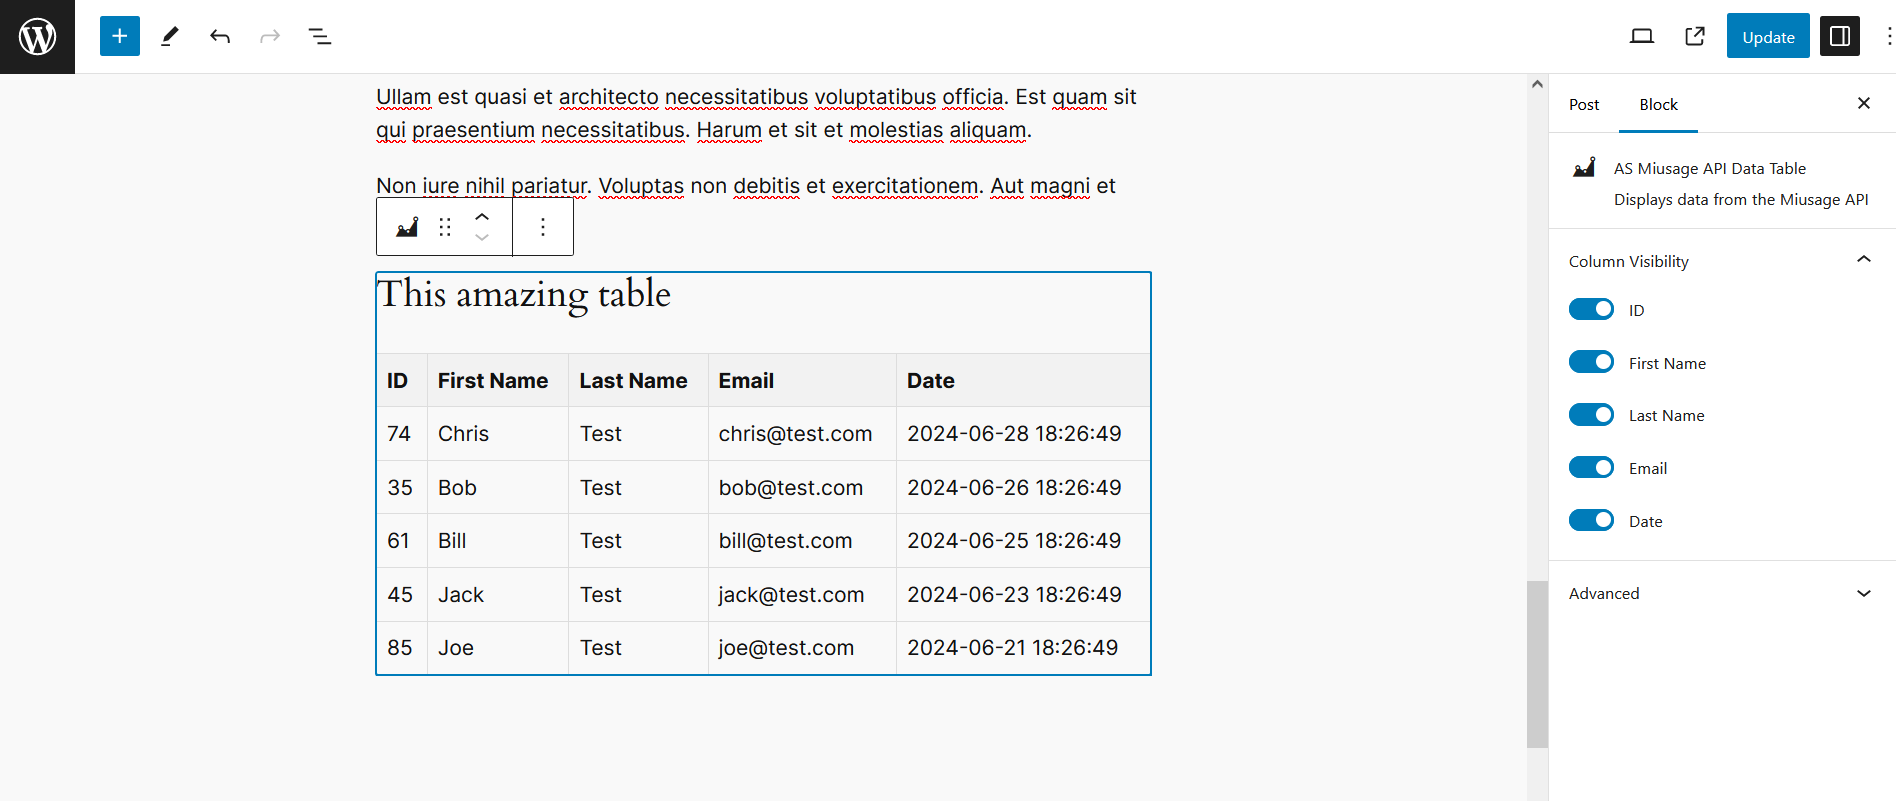 Update
Ullam est quasi et architecto necessitatibus voluptatibus officia. Est quam sit
qui praesentium necessitatibus. Harum et sit et molestias aliquam.
Non iure nihil pariatur. Voluptas non debitis et exercitationem. Aut magni et
This amazing table
ID First Name Last Name Email Date
74 Chris Test chris@test.com 2024-06-28 18:26:49
35 Bob Test bob@test.com 2024-06-26 18:26:49
61 Bill Test bill@test.com 2024-06-25 18:26:49
45 Jack Test jack@test.com 2024-06-23 18:26:49
85 Joe Test joe@test.com 2024-06-21 18:26:49
Post Block
AS Miusage API Data Table
Displays data from the Miusage API
Column Visibility
ID
First Name
Last Name
Email
Date
Advanced